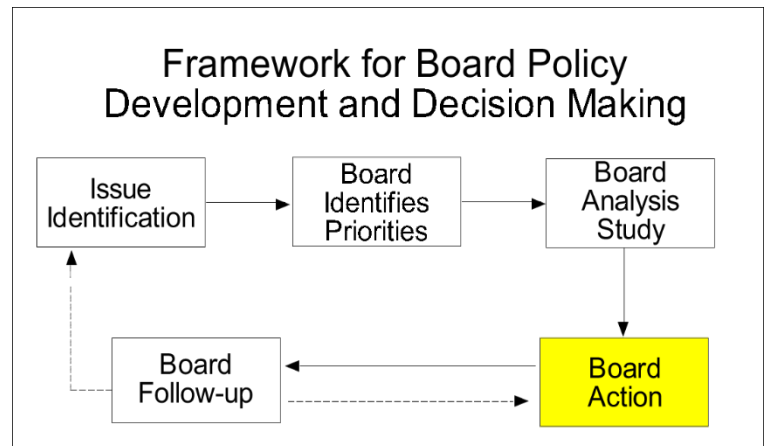 Framework for Board Policy
Development and Decision Making
Issue
Identification
Board
Identifies
Priorities
Board
Analysis
Study
Board
Follow-up
Board
Action